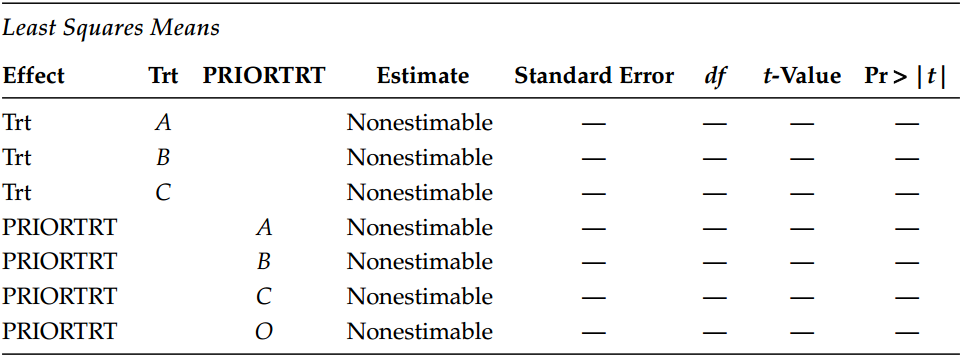 Least Squares Means
Effect Trt PRIORTRT Estimate Standard Error df t-Value Pr > |t|
Trt A Nonestimable — — — —
Trt B Nonestimable — — — —
Trt C Nonestimable — — — —
PRIORTRT A Nonestimable — — — —
PRIORTRT B Nonestimable — — — —
PRIORTRT C Nonestimable — — — —
PRIORTRT O Nonestimable — — — —